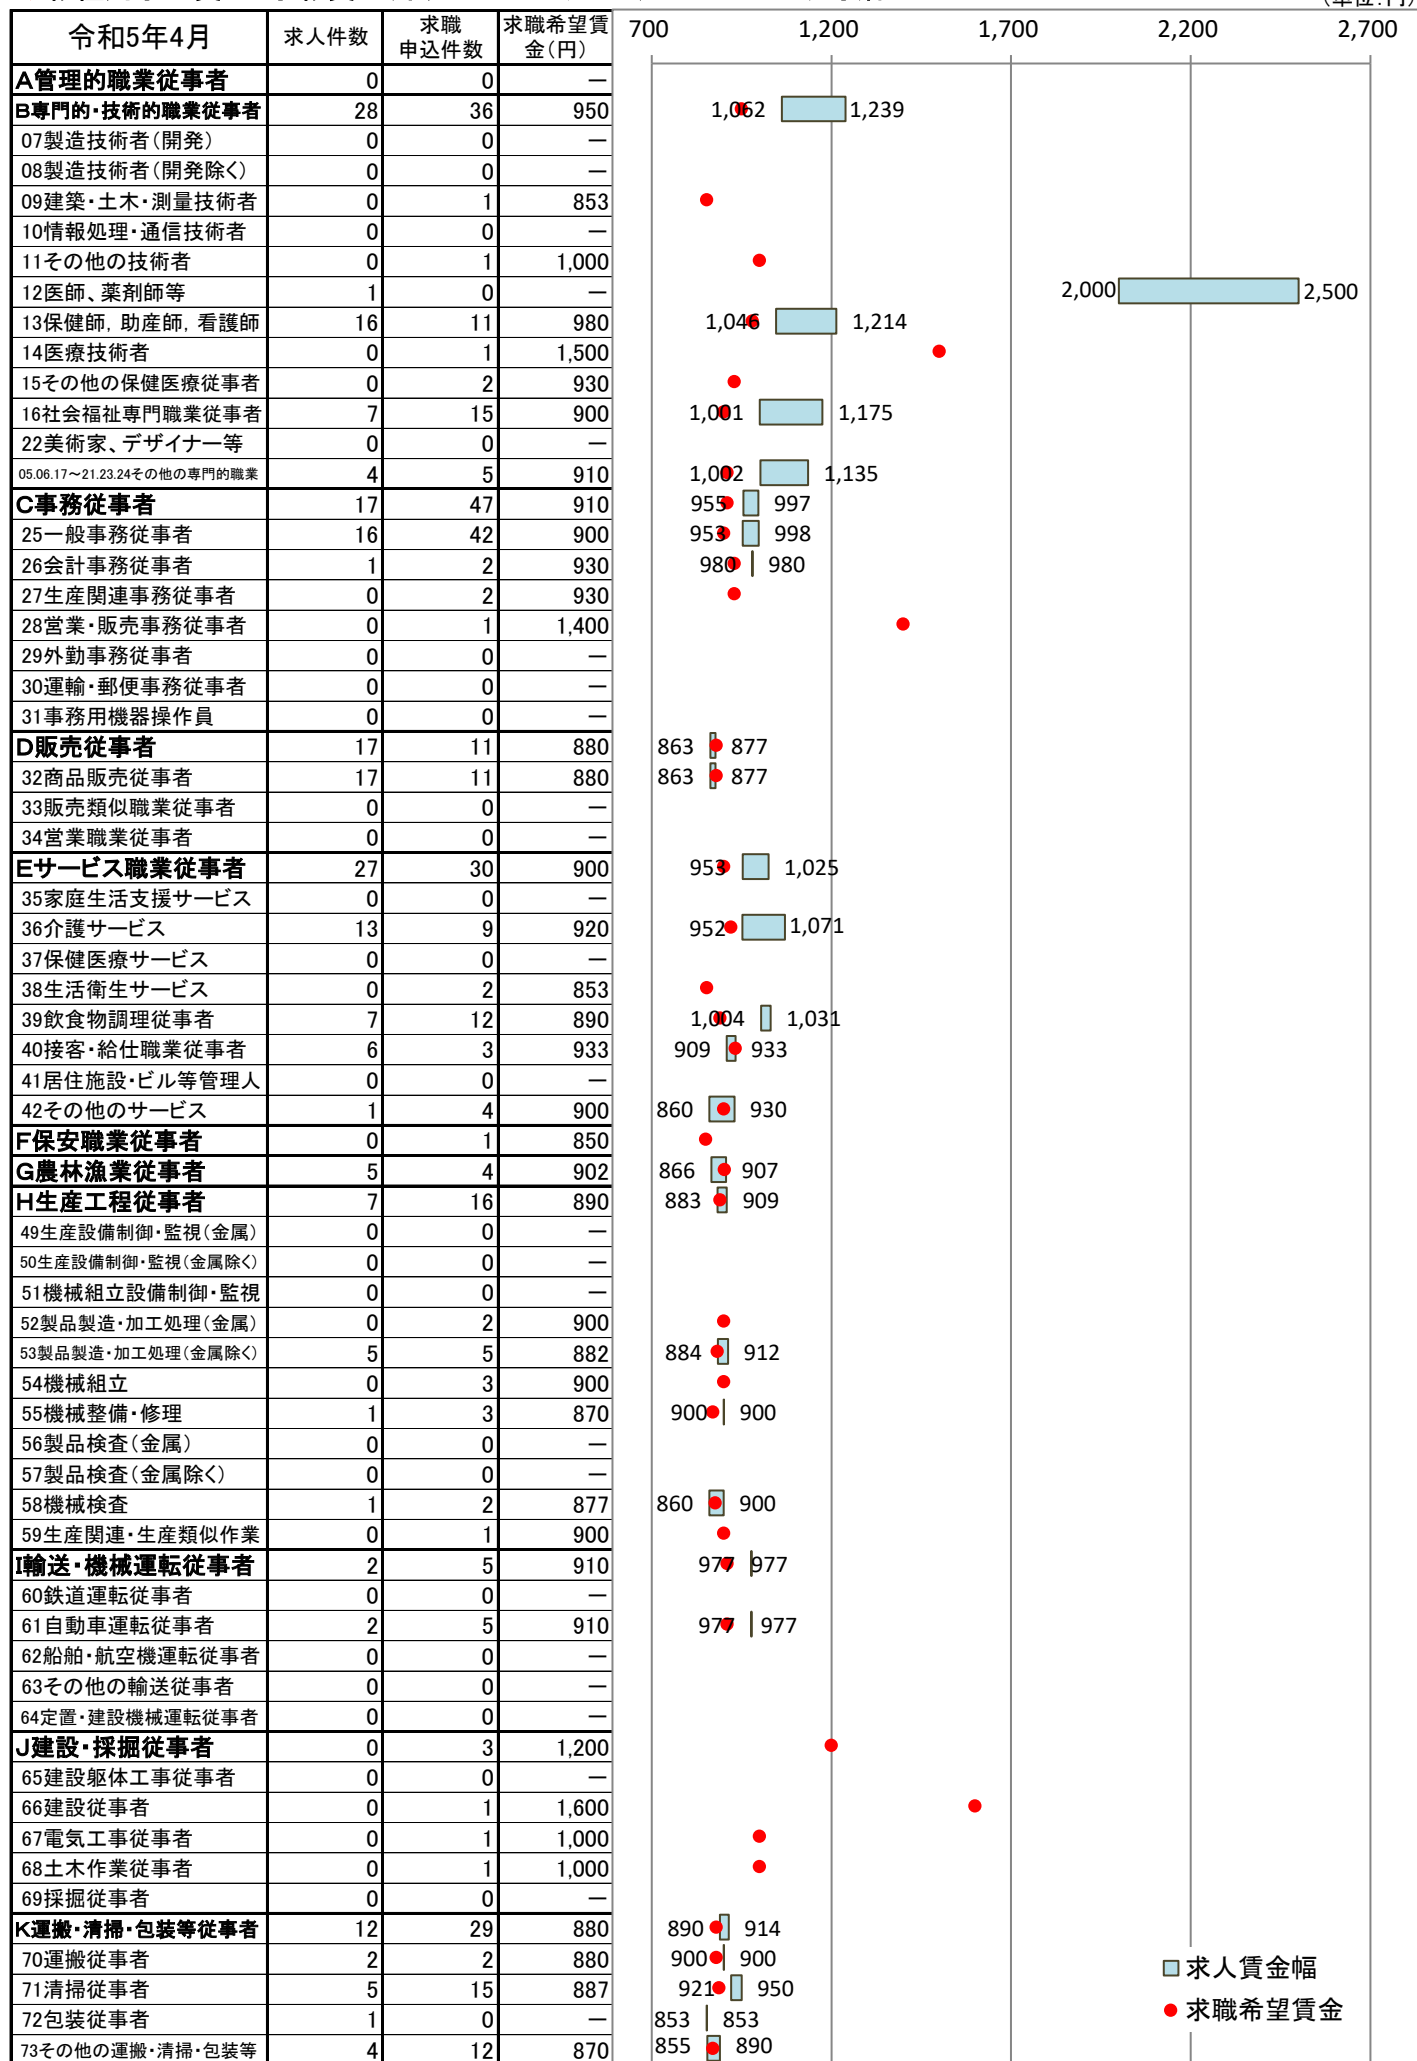 (単位:円)
令和5年4月 求人件数 求職申込件数 求職希望賃金(円) 700 1,200 1,700 2,200 2,700
A管理的職業従事者 0 0 ―
B専門的・技術的職業従事者 28 36 950 1,062 1,239
07製造技術者(開発) 0 0 ―
08製造技術者(開発除く) 0 0 ―
09建築・土木・測量技術者 0 1 853
10情報処理・通信技術者 0 0 ―
11その他の技術者 0 1 1,000
12医師、薬剤師等 1 0 ― 2,000 2,500
13保健師,助産師,看護師 16 11 980 1,046 1,214
14医療技術者 0 1 1,500
15その他の保健医療従事者 0 2 930
16社会福祉専門職業従事者 7 15 900 1,001 1,175
22美術家、デザイナー等 0 0 ―
05.06.17～21.23.24その他の専門的職業 4 5 910 1,002 1,135
C事務従事者 17 47 910 955 997
25一般事務従事者 16 42 900 953 998
26会計事務従事者 1 2 930 980 980
27生産関連事務従事者 0 2 930
28営業・販売事務従事者 0 1 1,400
29外勤事務従事者 0 0 ―
30運輸・郵便事務従事者 0 0 ―
31事務用機器操作員 0 0 ―
D販売従事者 17 11 880 863 877
32商品販売従事者 17 11 880 863 877
33販売類似職業従事者 0 0 ―
34営業職業従事者 0 0 ―
Eサービス職業従事者 27 30 900 953 1,025
35家庭生活支援サービス 0 0 ―
36介護サービス 13 9 920 952 1,071
37保健医療サービス 0 0 ―
38生活衛生サービス 0 2 853
39飲食物調理従事者 7 12 890 1,004 1,031
40接客・給仕職業従事者 6 3 933 909 933
41居住施設・ビル等管理人 0 0 ―
42その他のサービス 1 4 900 860 930
F保安職業従事者 0 1 850
G農林漁業従事者 5 4 902 866 907
H生産工程従事者 7 16 890 883 909
49生産設備制御・監視(金属) 0 0 ―
50生産設備制御・監視(金属除く) 0 0 ―
51機械組立設備制御・監視 0 0 ―
52製品製造・加工処理(金属) 0 2 900
53製品製造・加工処理(金属除く) 5 5 882 884 912
54機械組立 0 3 900
55機械整備・修理 1 3 870 900 900
56製品検査(金属) 0 0 ―
57製品検査(金属除く) 0 0 ―
58機械検査 1 2 877 860 900
59生産関連・生産類似作業 0 1 900
I輸送・機械運転従事者 2 5 910 977 977
60鉄道運転従事者 0 0 ―
61自動車運転従事者 2 5 910 977 977
62船舶・航空機運転従事者 0 0 ―
63その他の輸送従事者 0 0 ―
64定置・建設機械運転従事者 0 0 ―
J建設・採掘従事者 0 3 1,200
65建設躯体工事従事者 0 0 ―
66建設従事者 0 1 1,600
67電気工事従事者 0 1 1,000
68土木作業従事者 0 1 1,000
69採掘従事者 0 0 ―
K運搬・清掃・包装等従事者 12 29 880 890 914
70運搬従事者 2 2 880 900 900
71清掃従事者 5 15 887 921 950
72包装従事者 1 0 ― 853 853
73その他の運搬・清掃・包装等 4 12 870 855 890
求人賃金幅
求職希望賃金